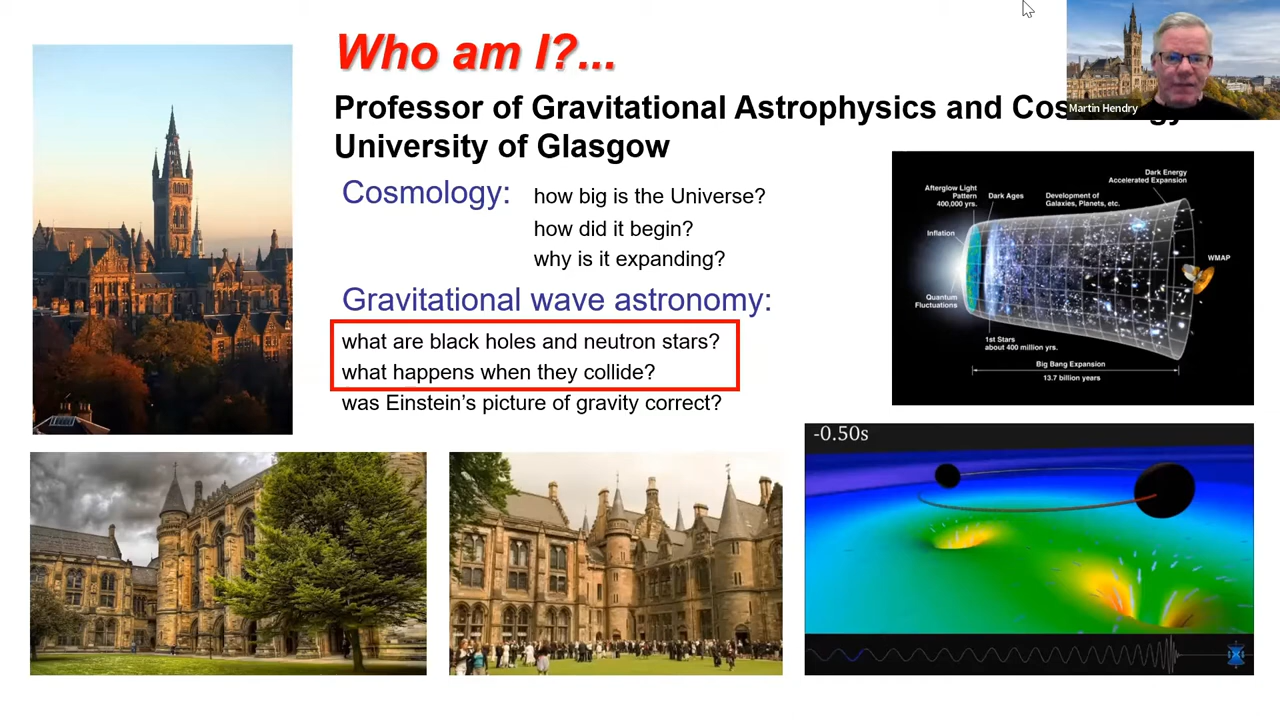 Who am I?...
Martin Hendry
Professor of Gravitational Astrophysics and Cos
University of Glasgow
Cosmology: how big is the Universe?
how did it begin?
why is it expanding?
Gravitational wave astronomy:
what are black holes and neutron stars?
what happens when they collide?
was Einstein’s picture of gravity correct?
Dark Energy
Accelerated Expansion
Afterglow Light
Pattern
400,000 yrs.
Dark Ages
Development of
Galaxies, Planets, etc.
Inflation
WMAP
Quantum
Fluctuations
1st Stars
about 400 million yrs.
Big Bang Expansion
13.7 billion years
-0.50s